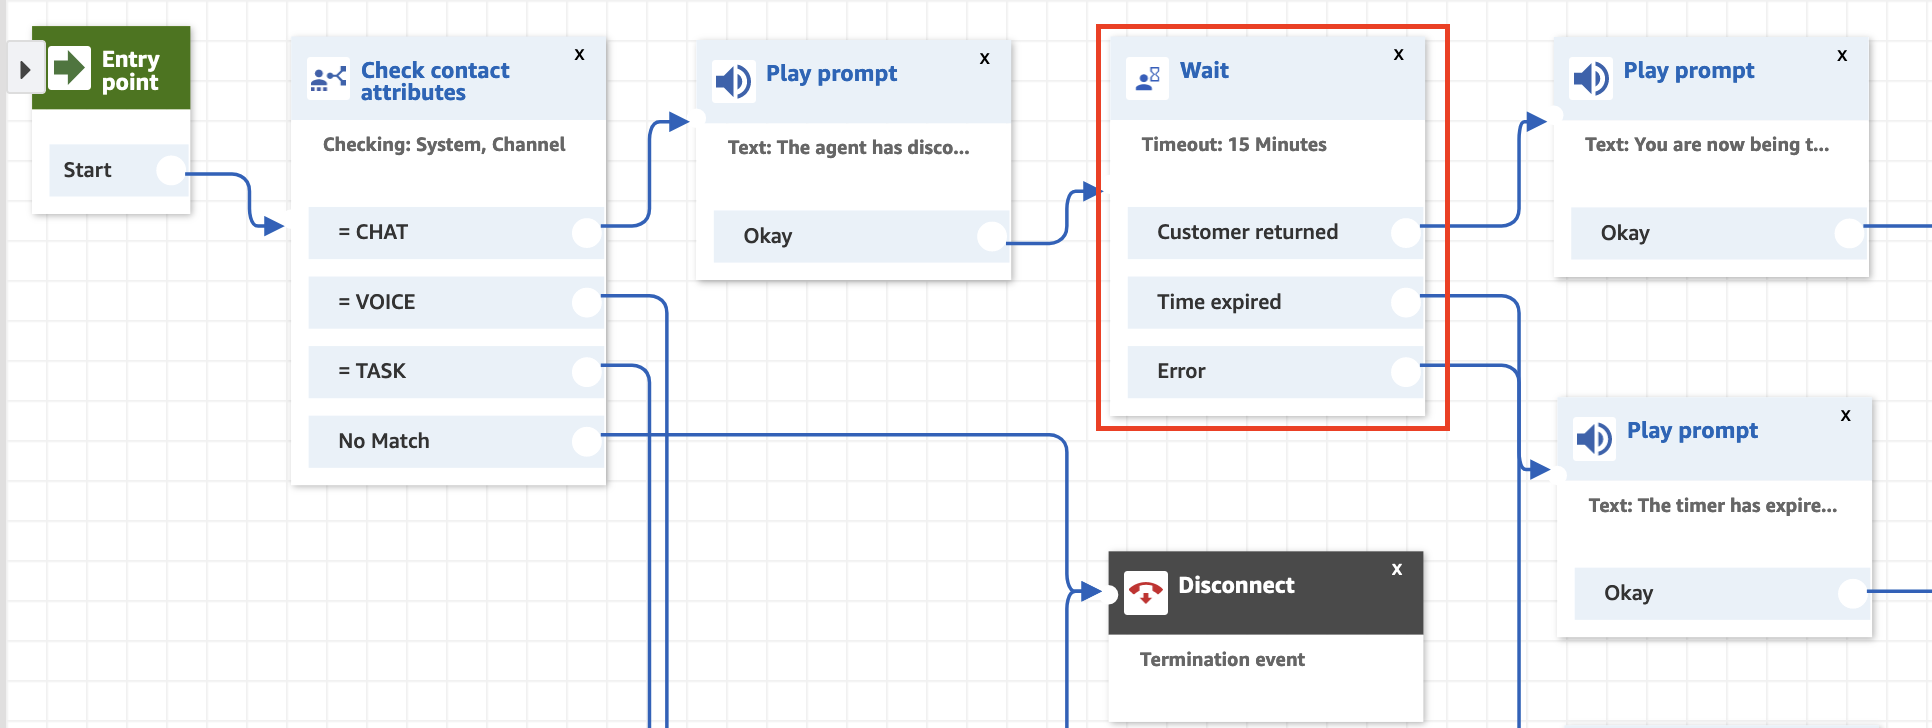 Entry
point
Start
x
Check contact
attributes
Checking: System, Channel
= CHAT
= VOICE
= TASK
No Match
x
Play prompt
Text: The agent has disco...
Okay
x
Wait
Timeout: 15 Minutes
Customer returned
Time expired
Error
x
Play prompt
Text: You are now being t...
Okay
x
Play prompt
Text: The timer has expire...
Okay
x
Disconnect
Termination event